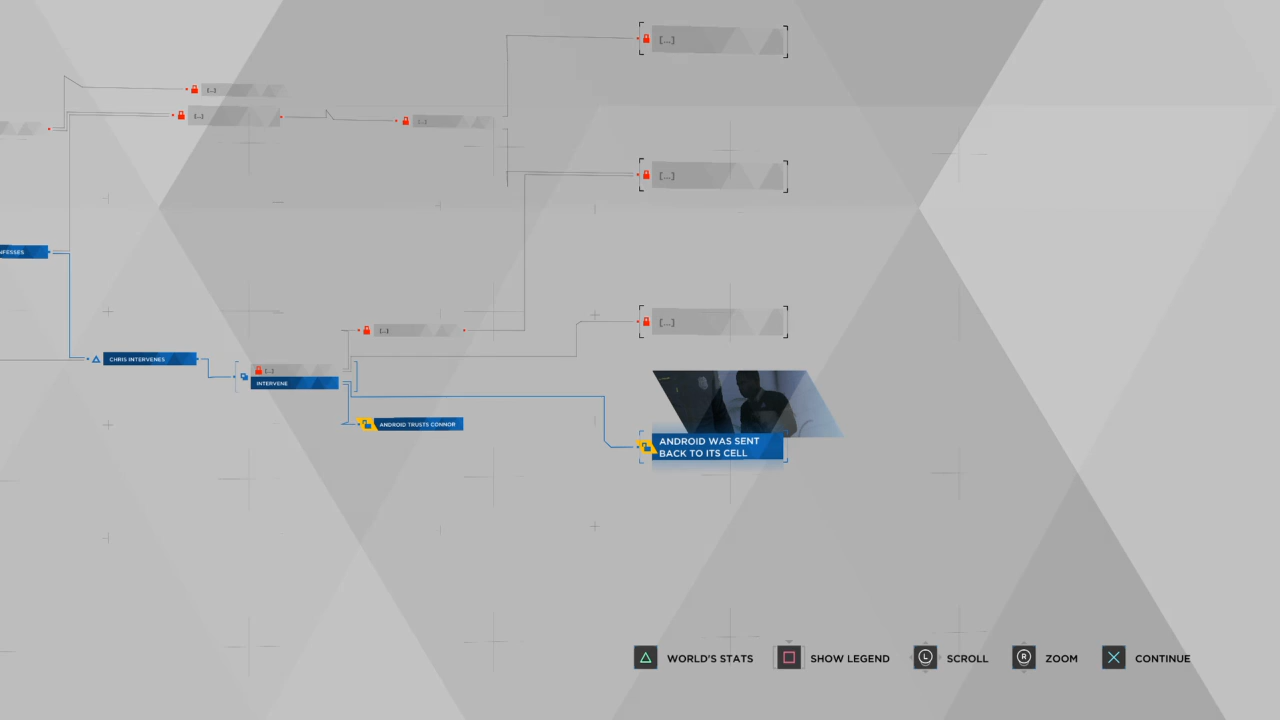 [...]
[...]
[...]
[...]
[...]
NFESSES
[...]
[...]
CHRIS INTERVENES
[...]
INTERVENE
ANDROID TRUSTS CONNOR
ANDROID WAS SENT
BACK TO ITS CELL
WORLD'S STATS
SHOW LEGEND
L
SCROLL
R
ZOOM
CONTINUE